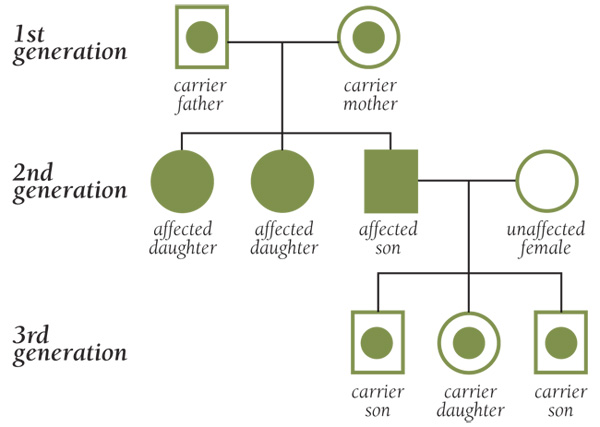 1st
generation
carrier
father
carrier
mother
2nd
generation
affected
daughter
affected
daughter
affected
son
unaffected
female
3rd
generation
carrier
son
carrier
daughter
carrier
son